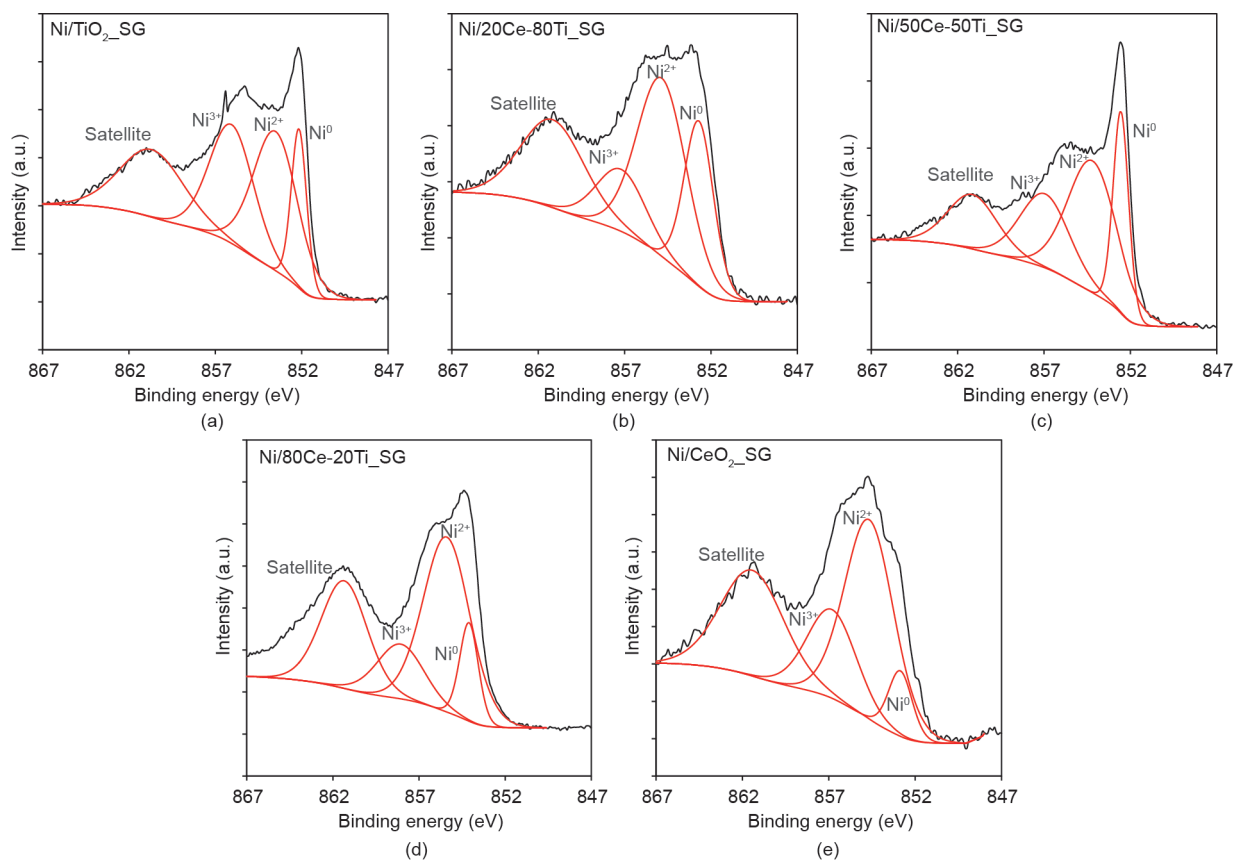 Ni/TiO₂_SG
Satellite
Ni³⁺
Ni²⁺
Ni⁰
Intensity (a.u.)
867 862 857 852 847
Binding energy (eV)
(a)
Ni/20Ce-80Ti_SG
Satellite
Ni³⁺
Ni²⁺
Ni⁰
Intensity (a.u.)
867 862 857 852 847
Binding energy (eV)
(b)
Ni/50Ce-50Ti_SG
Satellite
Ni³⁺
Ni²⁺
Ni⁰
Intensity (a.u.)
867 862 857 852 847
Binding energy (eV)
(c)
Ni/80Ce-20Ti_SG
Satellite
Ni³⁺
Ni²⁺
Ni⁰
Intensity (a.u.)
867 862 857 852 847
Binding energy (eV)
(d)
Ni/CeO₂_SG
Satellite
Ni³⁺
Ni²⁺
Ni⁰
Intensity (a.u.)
867 862 857 852 847
Binding energy (eV)
(e)